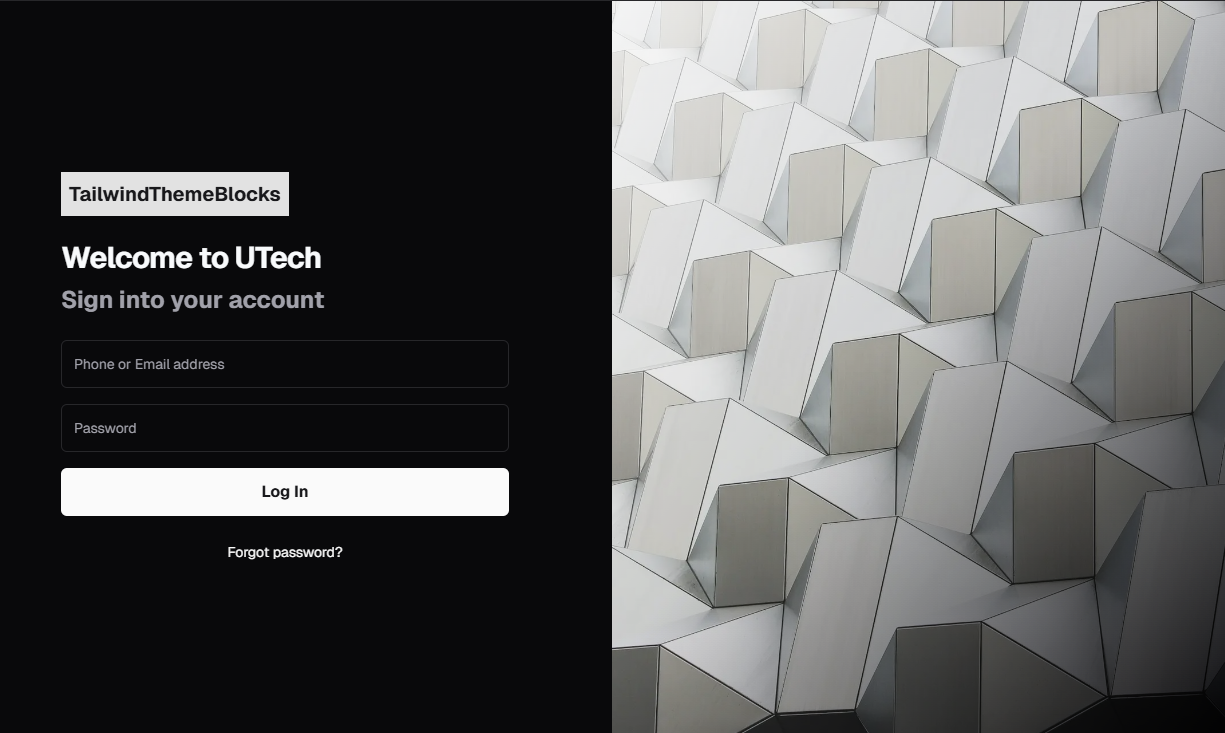 TailwindThemeBlocks
Welcome to UTech
Sign into your account
Phone or Email address
Password
Log In
Forgot password?